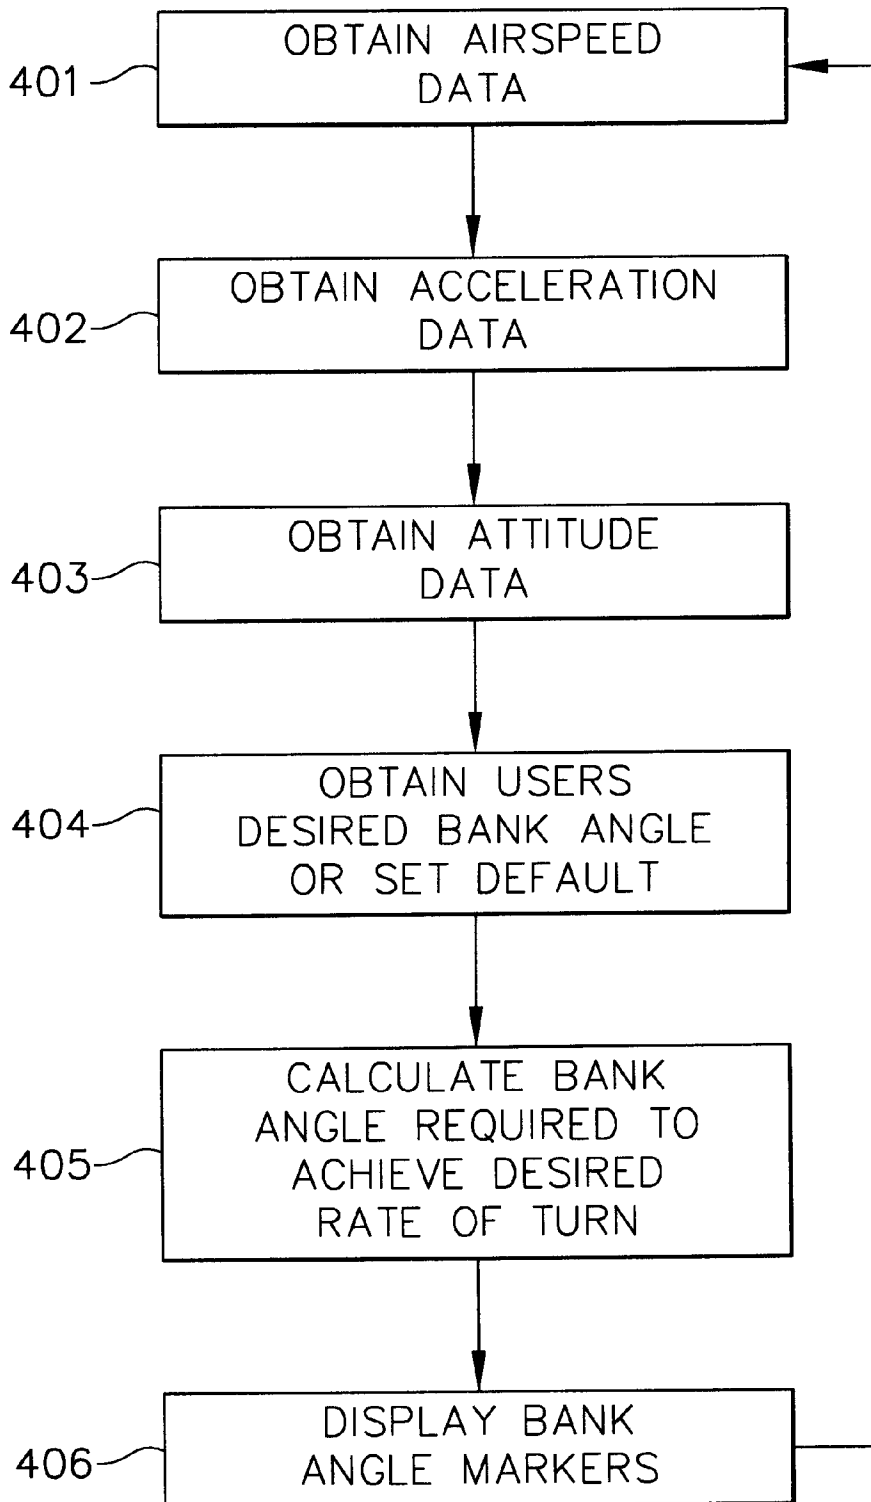 401
OBTAIN AIRSPEED
DATA
402
OBTAIN ACCELERATION
DATA
403
OBTAIN ATTITUDE
DATA
404
OBTAIN USERS
DESIRED BANK ANGLE
OR SET DEFAULT
405
CALCULATE BANK
ANGLE REQUIRED TO
ACHIEVE DESIRED
RATE OF TURN
406
DISPLAY BANK
ANGLE MARKERS